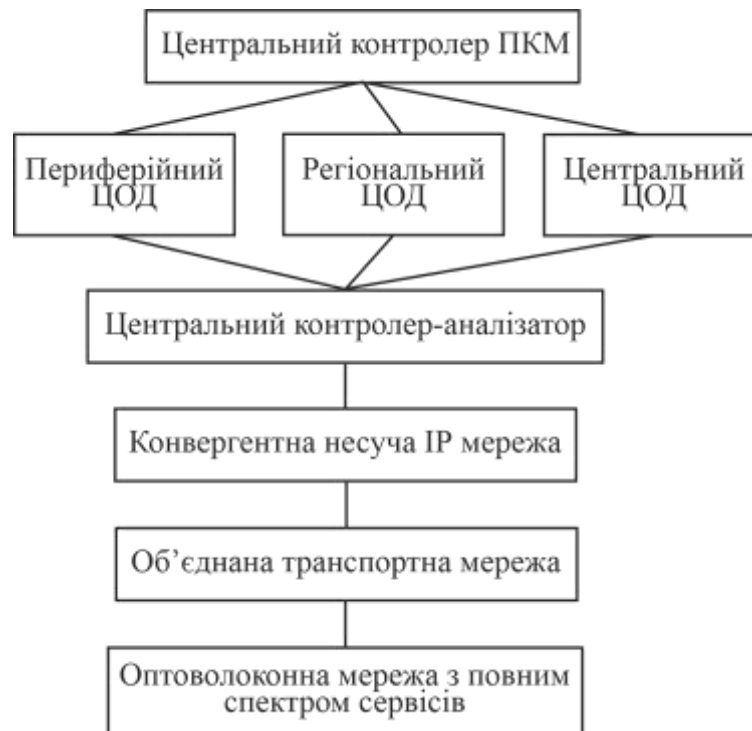 Центральний контролер ПКМ
Периферійний
ЦОД
Регіональний
ЦОД
Центральний
ЦОД
Центральний контролер-аналізатор
Конвергентна несуча IP мережа
Об’єднана транспортна мережа
Оптоволоконна мережа з повним
спектром сервісів